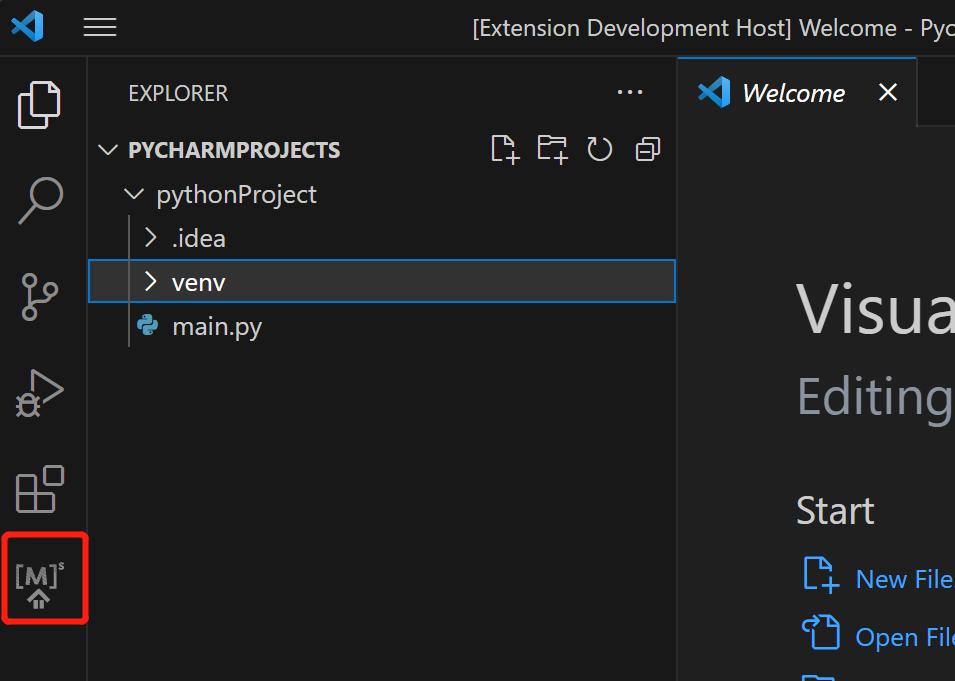 [Extension Development Host] Welcome - Pyc
EXPLORER
Welcome
PYCHARMPROJECTS
pythonProject
.idea
venv
main.py
[M]s
Visua
Editing
Start
New File
Open File